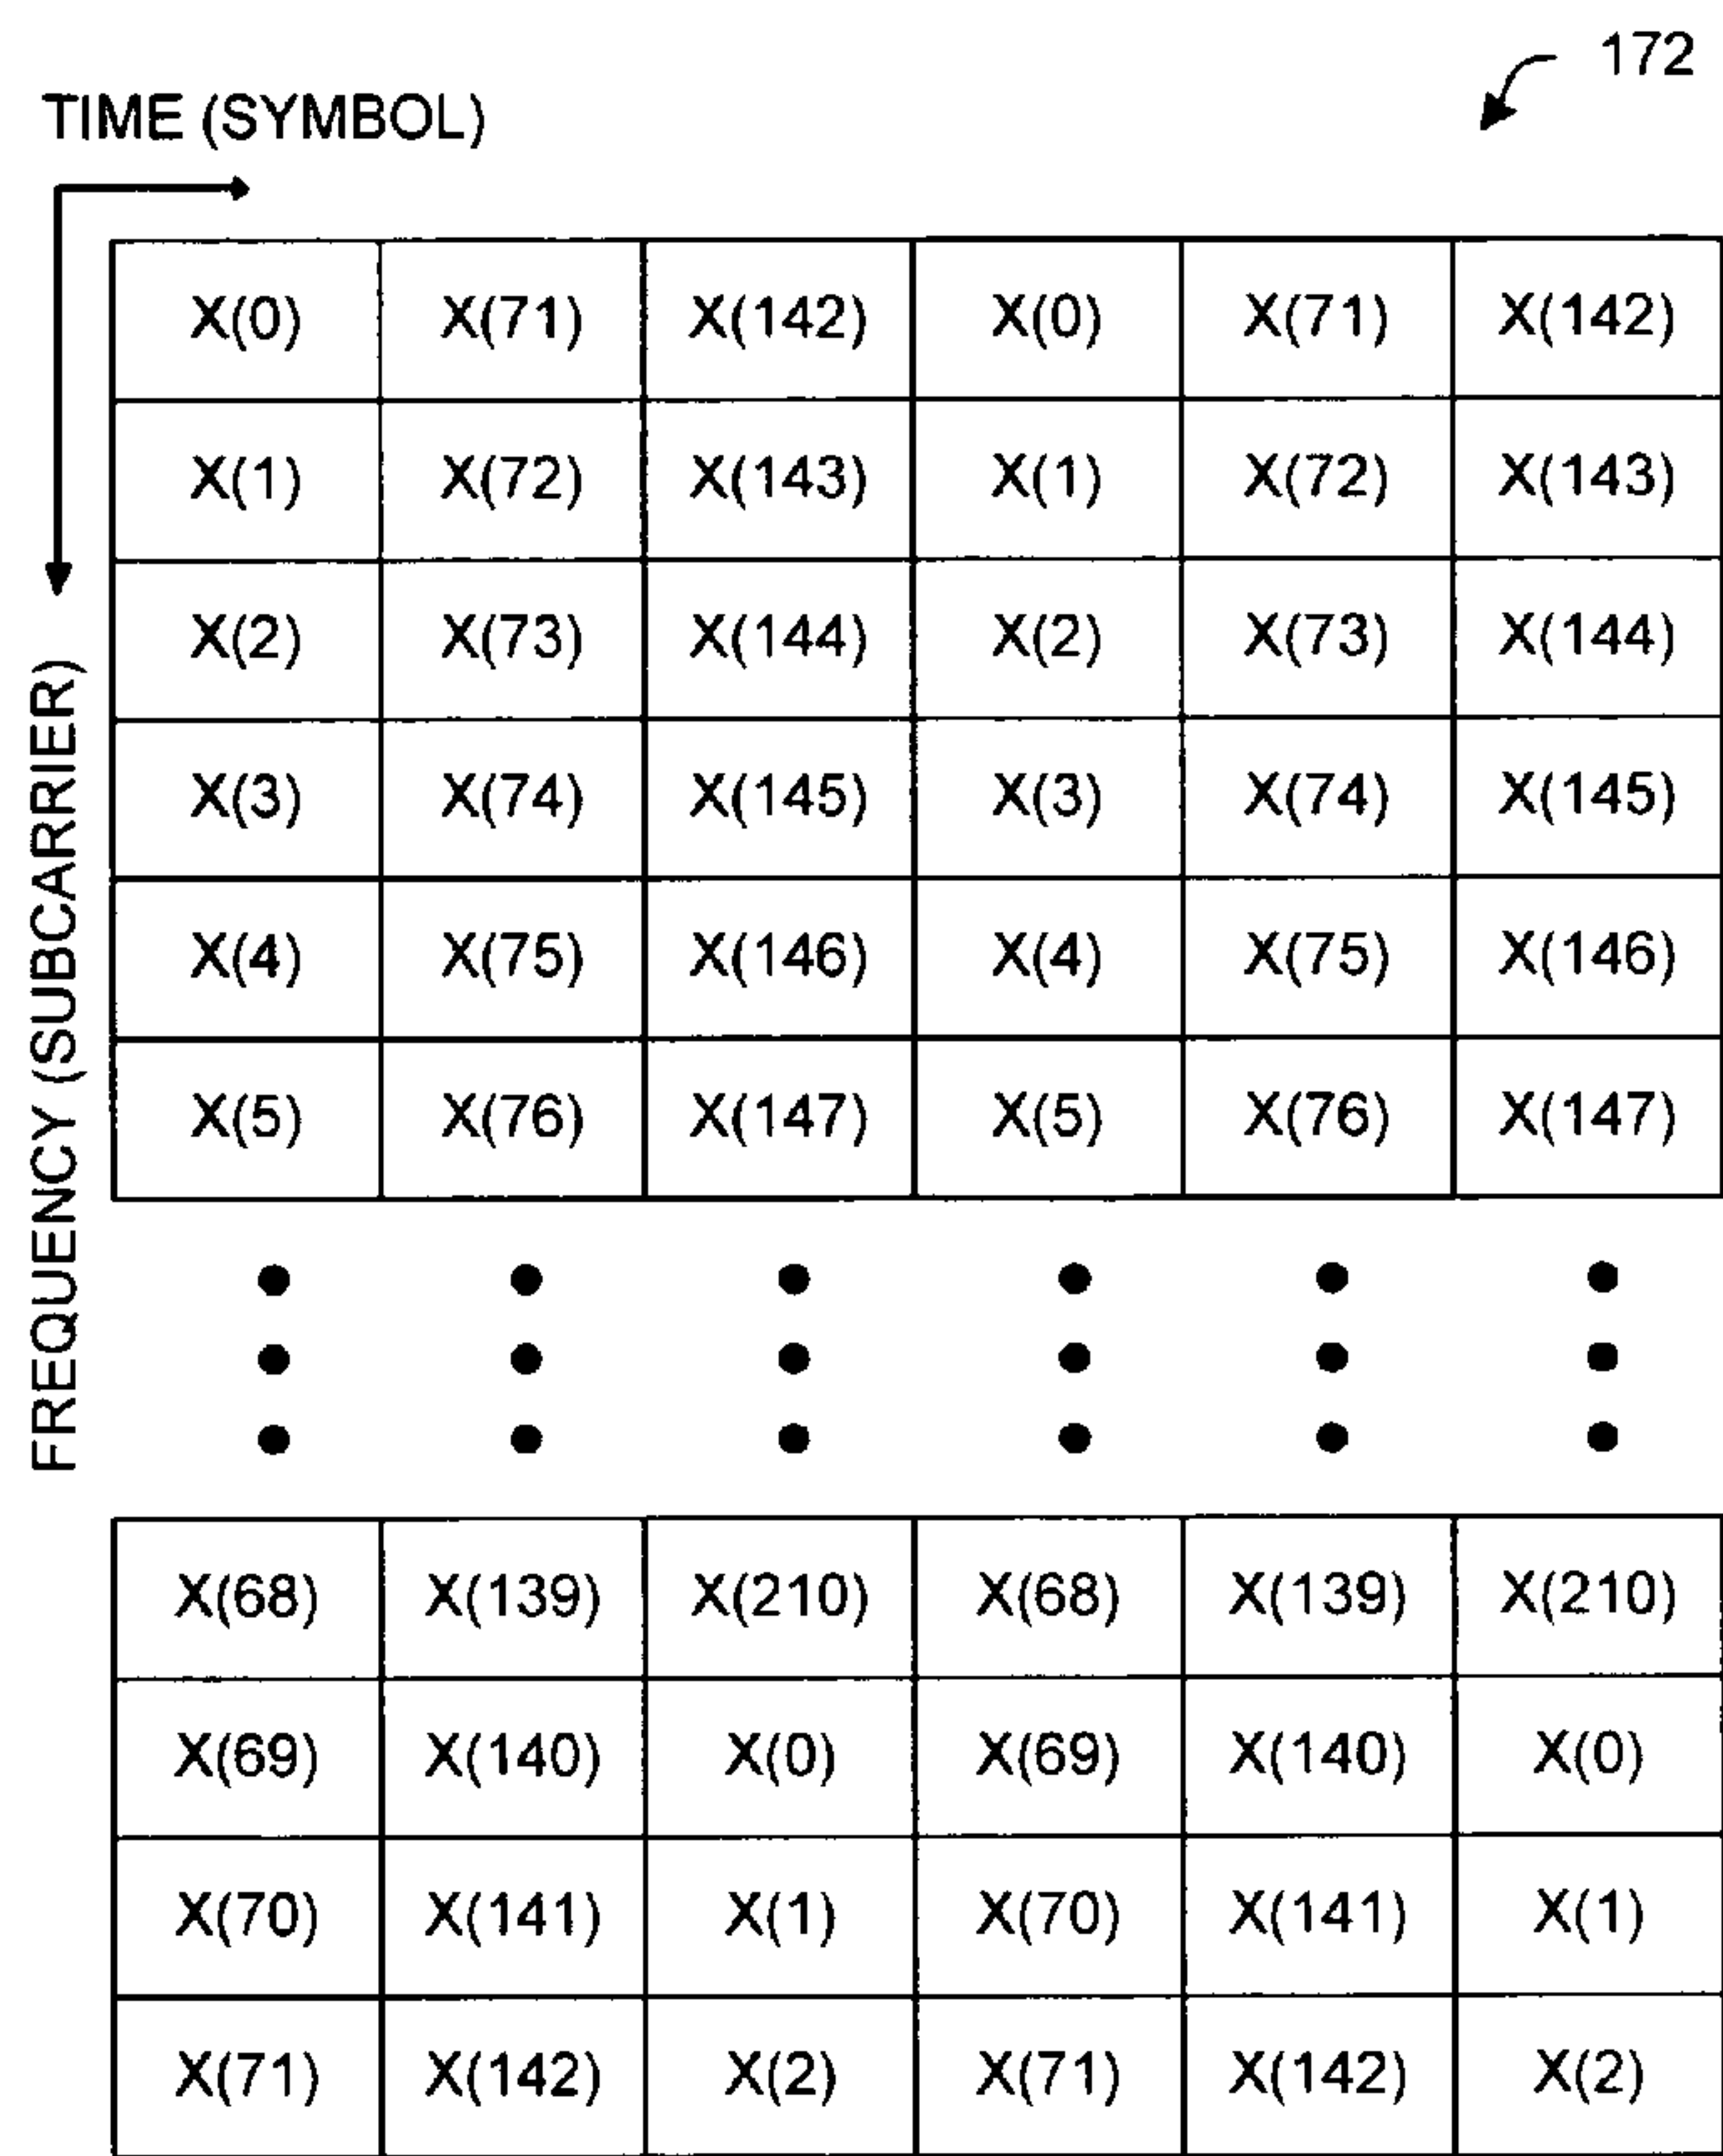 172
TIME (SYMBOL)
FREQUENCY (SUBCARRIER)
X(0) X(71) X(142) X(0) X(71) X(142)
X(1) X(72) X(143) X(1) X(72) X(143)
X(2) X(73) X(144) X(2) X(73) X(144)
X(3) X(74) X(145) X(3) X(74) X(145)
X(4) X(75) X(146) X(4) X(75) X(146)
X(5) X(76) X(147) X(5) X(76) X(147)
X(68) X(139) X(210) X(68) X(139) X(210)
X(69) X(140) X(0) X(69) X(140) X(0)
X(70) X(141) X(1) X(70) X(141) X(1)
X(71) X(142) X(2) X(71) X(142) X(2)